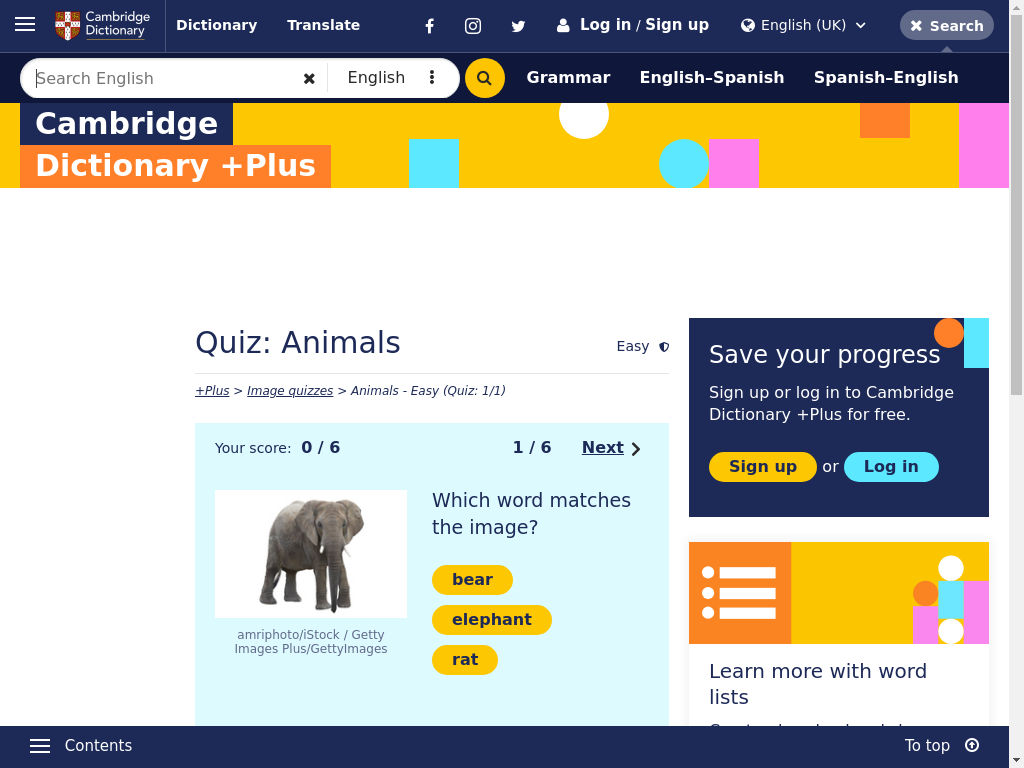 Cambridge Dictionary
Dictionary
Translate
Log in / Sign up
English (UK)
Search
Search English
English
Grammar
English–Spanish
Spanish–English
Cambridge
Dictionary +Plus
Quiz: Animals
Easy
+Plus > Image quizzes > Animals - Easy (Quiz: 1/1)
Your score: 0 / 6
1 / 6
Next
Which word matches
the image?
bear
elephant
rat
amriphoto/iStock / Getty
Images Plus/GettyImages
Save your progress
Sign up or log in to Cambridge
Dictionary +Plus for free.
Sign up or Log in
Learn more with word
lists
Contents
To top